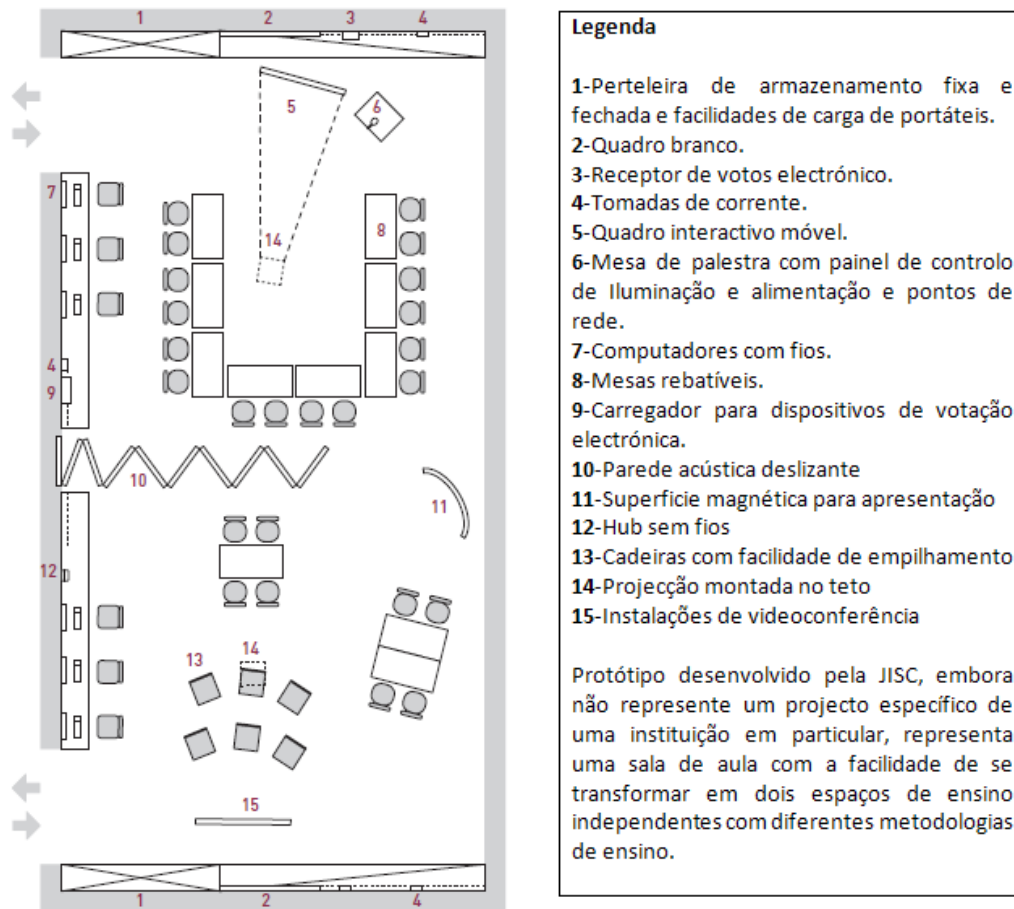 1 2 3 4
5 6
7
14 8
4
9
10
11
12
13 14
15
1 2 4
Legenda
1-Perteleira de armazenamento fixa e
fechada e facilidades de carga de portáteis.
2-Quadro branco.
3-Receptor de votos electrónico.
4-Tomadas de corrente.
5-Quadro interactivo móvel.
6-Mesa de palestra com painel de controlo
de Iluminação e alimentação e pontos de
rede.
7-Computadores com fios.
8-Mesas rebatíveis.
9-Carregador para dispositivos de votação
electrónica.
10-Parede acústica deslizante
11-Superficie magnética para apresentação
12-Hub sem fios
13-Cadeiras com facilidade de empilhamento
14-Projecção montada no teto
15-Instalações de videoconferência
Protótipo desenvolvido pela JISC, embora
não represente um projecto específico de
uma instituição em particular, representa
uma sala de aula com a facilidade de se
transformar em dois espaços de ensino
independentes com diferentes metodologias
de ensino.